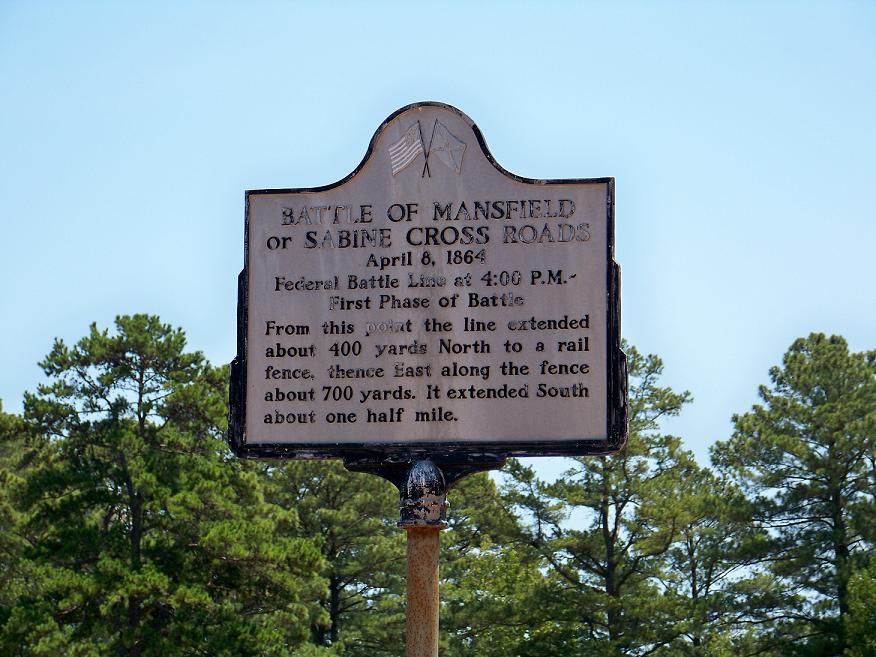 BATTLE OF MANSFIELD
or SABINE CROSS ROADS
April 8, 1864
Federal Battle Line at 4:00 P.M.-
First Phase of Battle
From this point the line extended
about 400 yards North to a rail
fence, thence East along the fence
about 700 yards. It extended South
about one half mile.